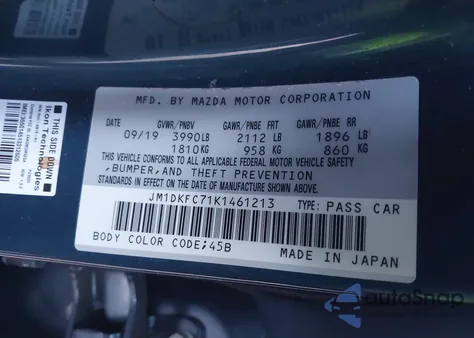 MFD. BY MAZDA MOTOR CORPORATION
DATE GVWR/PNBV GAWR/PNBE FRT GAWR/PNBE RR
09/19 3990LB 2112 LB 1896 LB
1810KG 958 KG 860 KG
THIS VEHICLE CONFORMS TO ALL APPLICABLE FEDERAL MOTOR VEHICLE SAFETY
,BUMPER,AND THEFT PREVENTION
STANDARDS IN EFFECT ON THE DATE OF MANUFACTURE SHOWN ABOVE.
JM1DKFC71K1461213 TYPE: PASS CAR
BODY COLOR CODE;45B
MADE IN JAPAN
THIS SIDE DOWN
Ikon Technologies
autoSnap